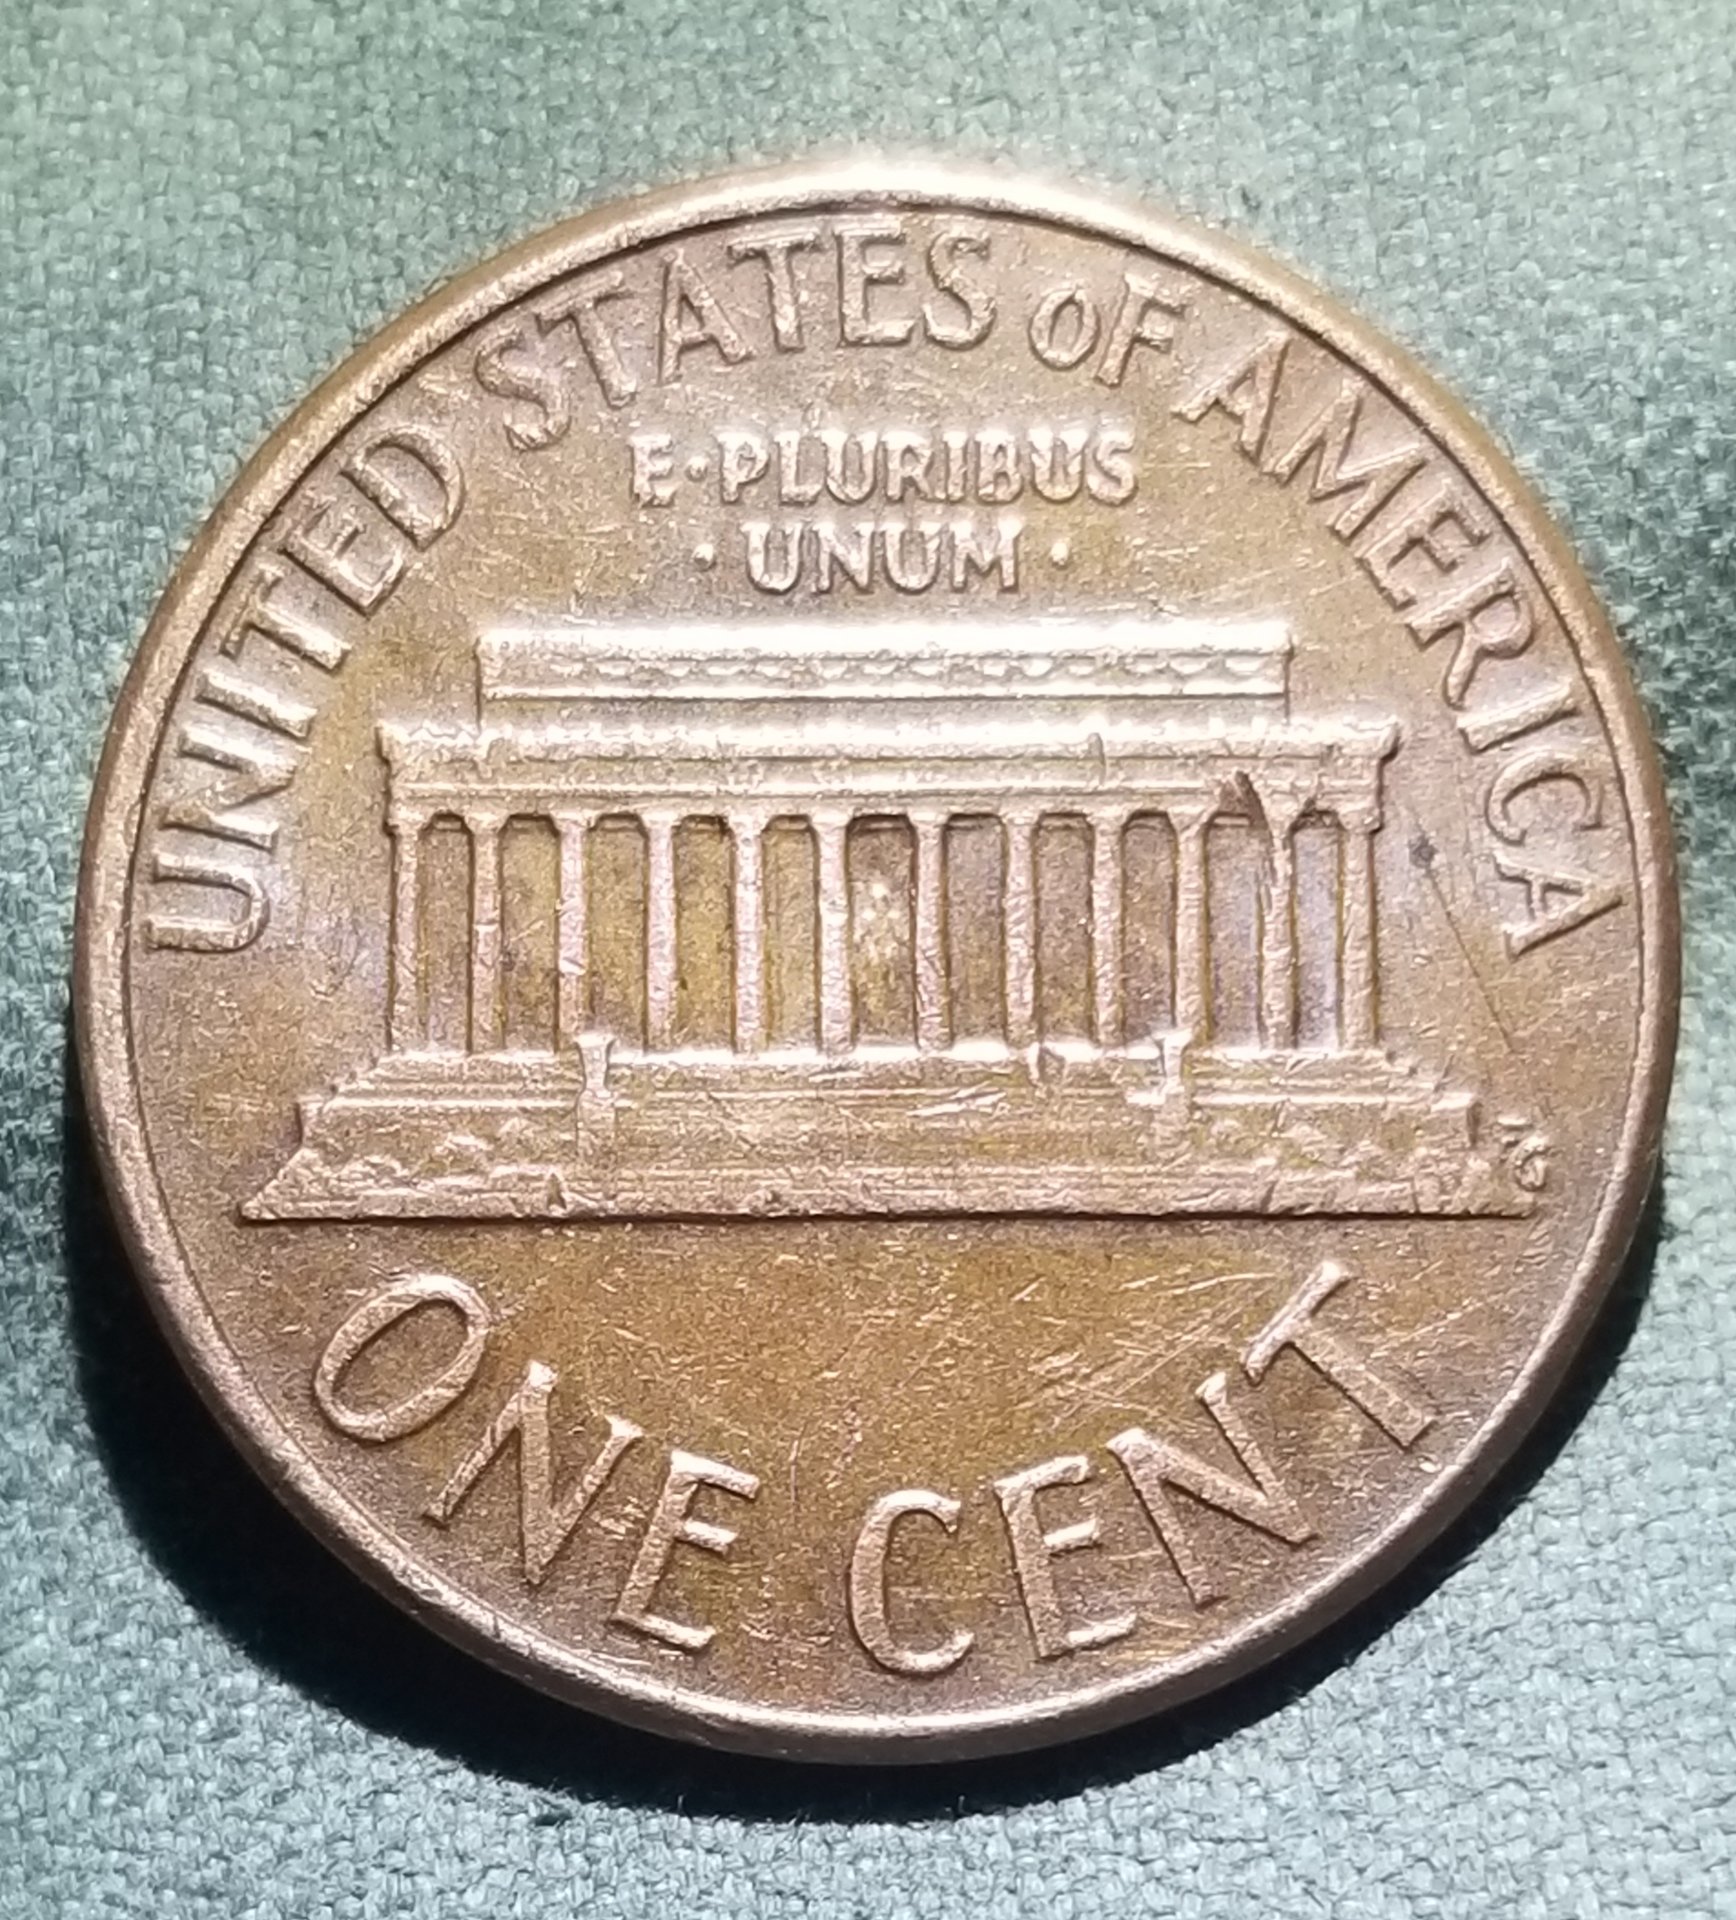 UNITED STATES OF AMERICA
E·PLURIBUS
·UNUM·
ONE CENT